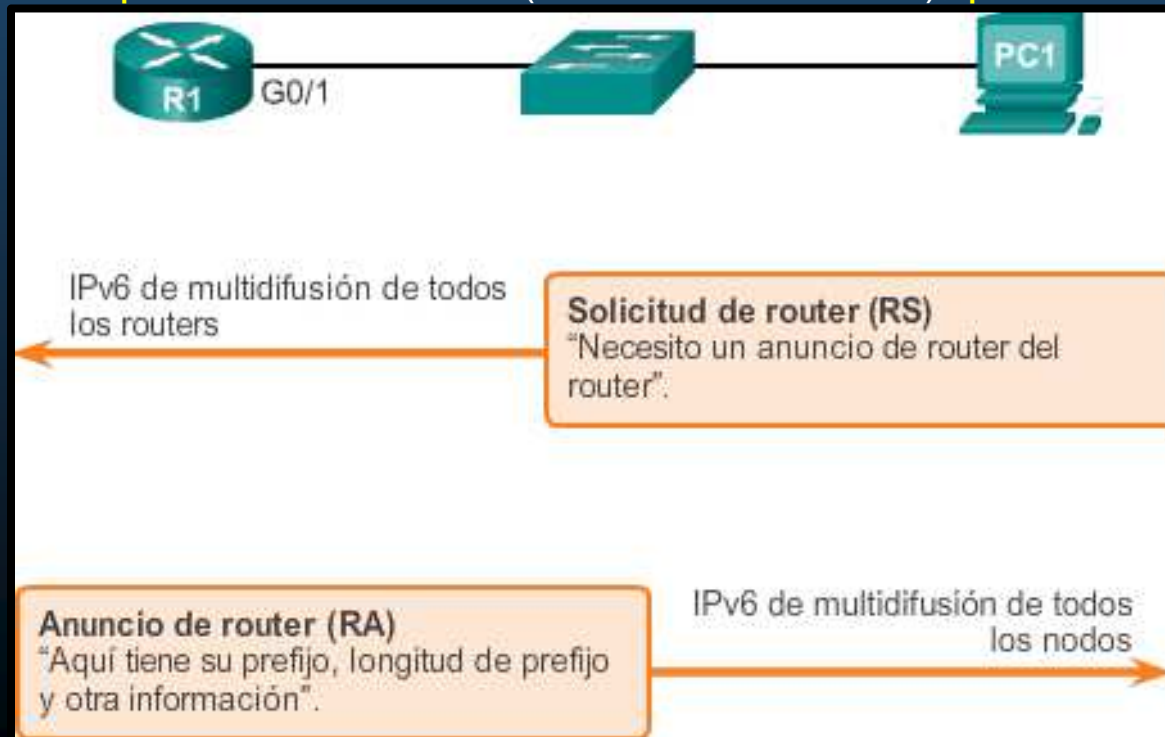 R1
G0/1
PC1
IPv6 de multidifusión de todos
los routers
Solicitud de router (RS)
“Necesito un anuncio de router del
router”.
Anuncio de router (RA)
“Aquí tiene su prefijo, longitud de prefijo
y otra información”.
IPv6 de multidifusión de todos
los nodos